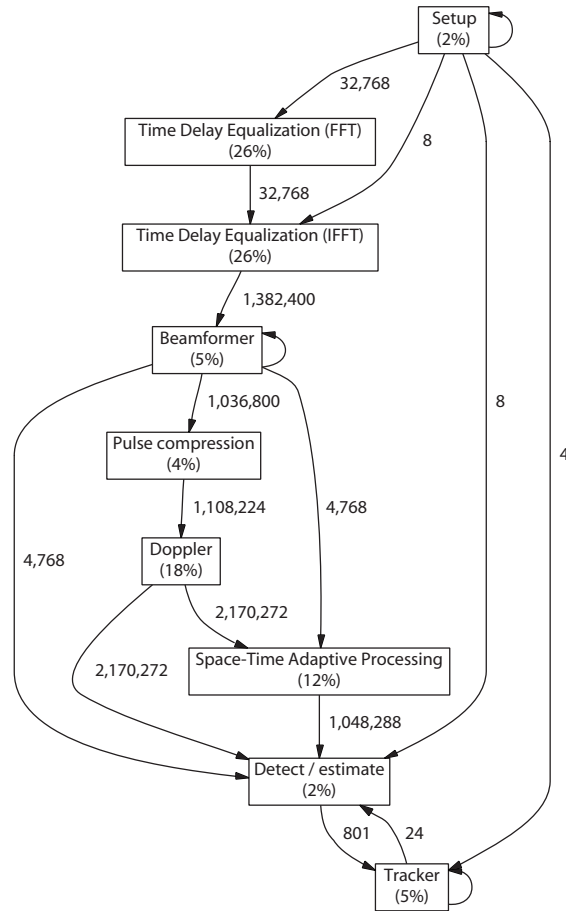 Setup
(2%)
32,768
Time Delay Equalization (FFT)
(26%)
8
32,768
Time Delay Equalization (IFFT)
(26%)
1,382,400
Beamformer
(5%)
1,036,800
8
Pulse compression
(4%)
4
1,108,224
4,768
Doppler
(18%)
4,768
2,170,272
Space-Time Adaptive Processing
(12%)
2,170,272
1,048,288
Detect / estimate
(2%)
801
24
Tracker
(5%)